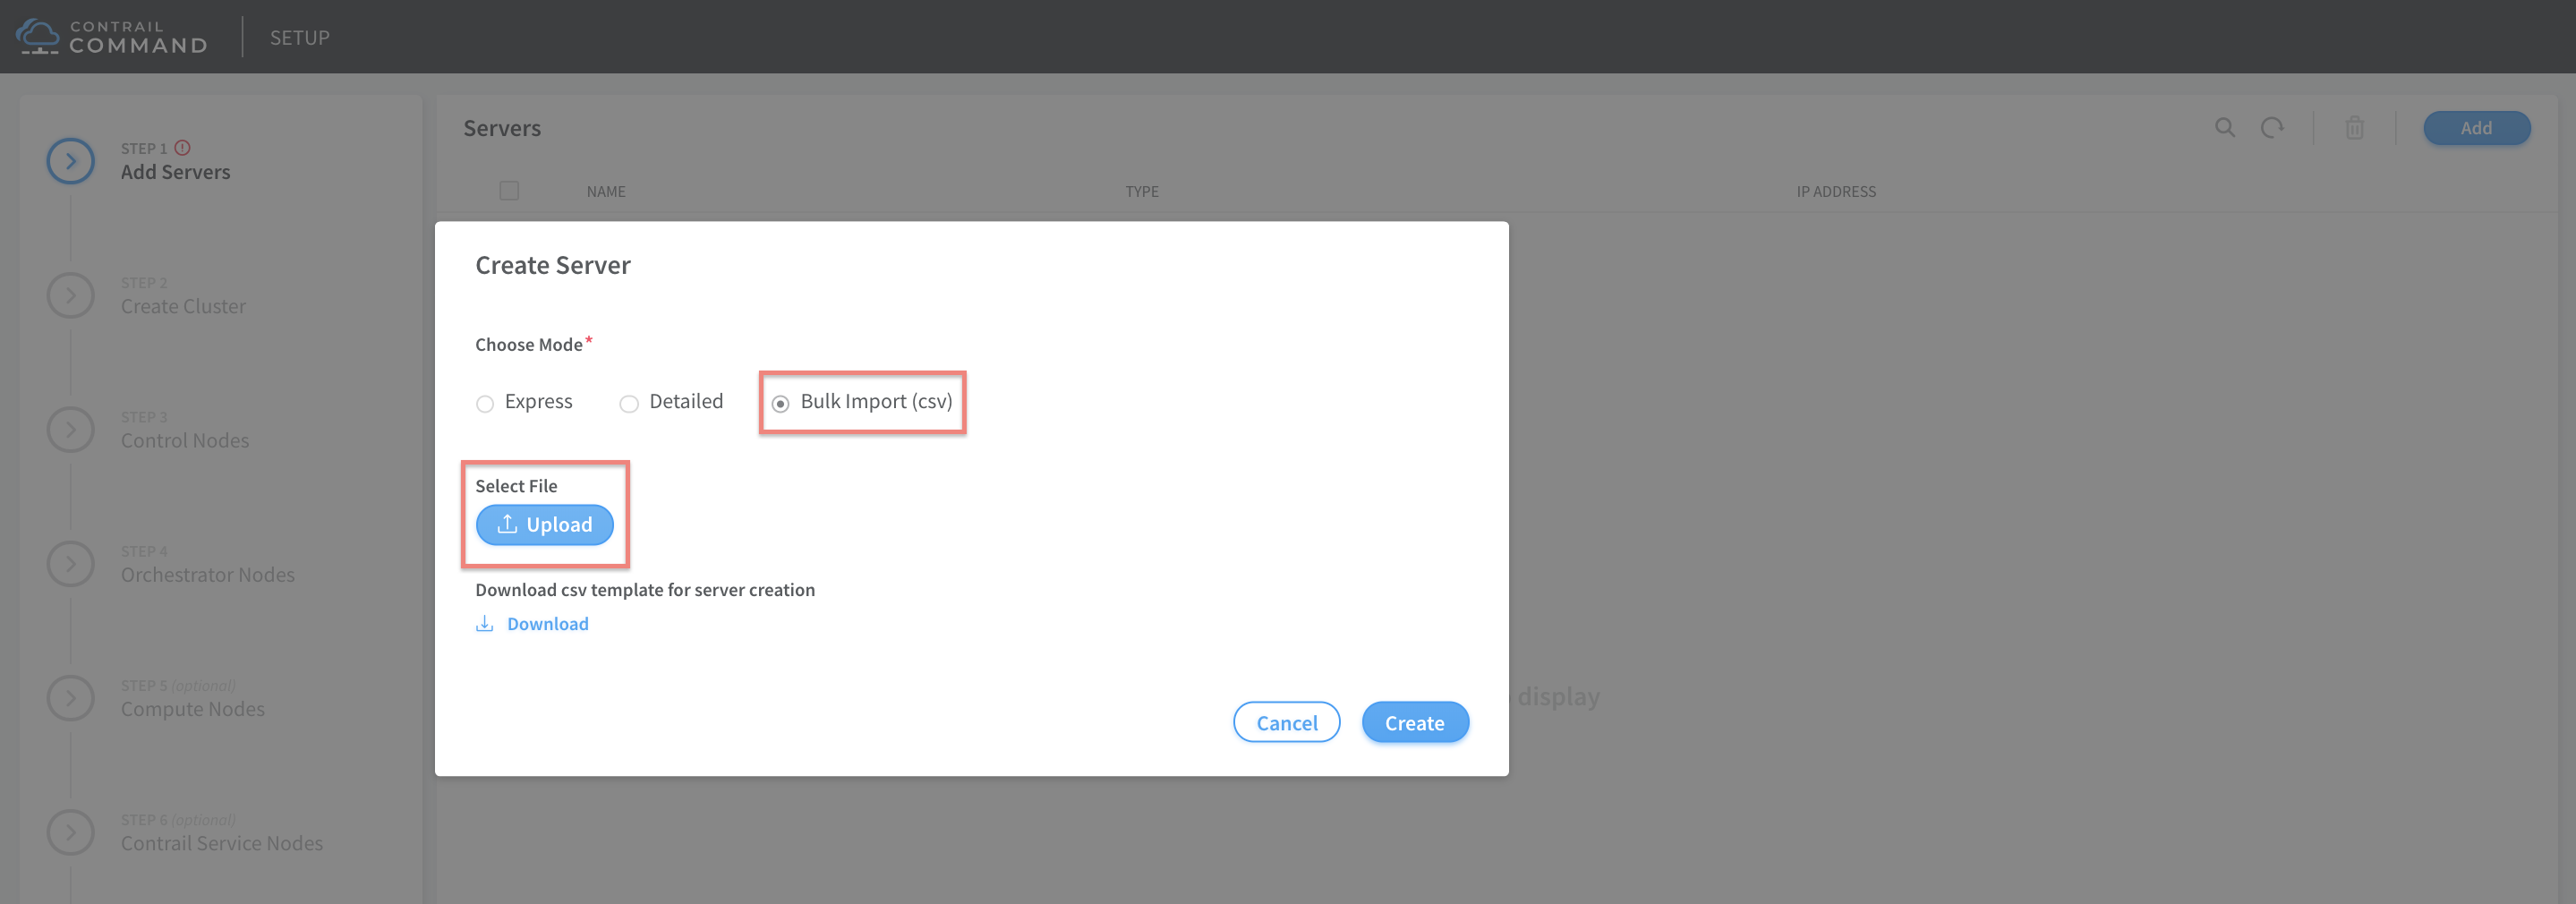 CONTRAIL
COMMAND
SETUP
STEP 1
Add Servers
STEP 2
Create Cluster
STEP 3
Control Nodes
STEP 4
Orchestrator Nodes
STEP 5 (optional)
Compute Nodes
STEP 6 (optional)
Contrail Service Nodes
Servers
Add
NAME TYPE IP ADDRESS
Create Server
Choose Mode*
Express Detailed Bulk Import (csv)
Select File
Upload
Download csv template for server creation
Download
display
Cancel Create